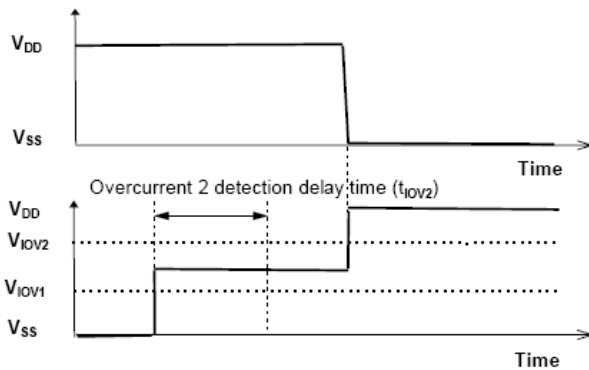 VDD
VSS
Time
Overcurrent 2 detection delay time (tIOV2)
VDD
VIOV2
VIOV1
VSS
Time